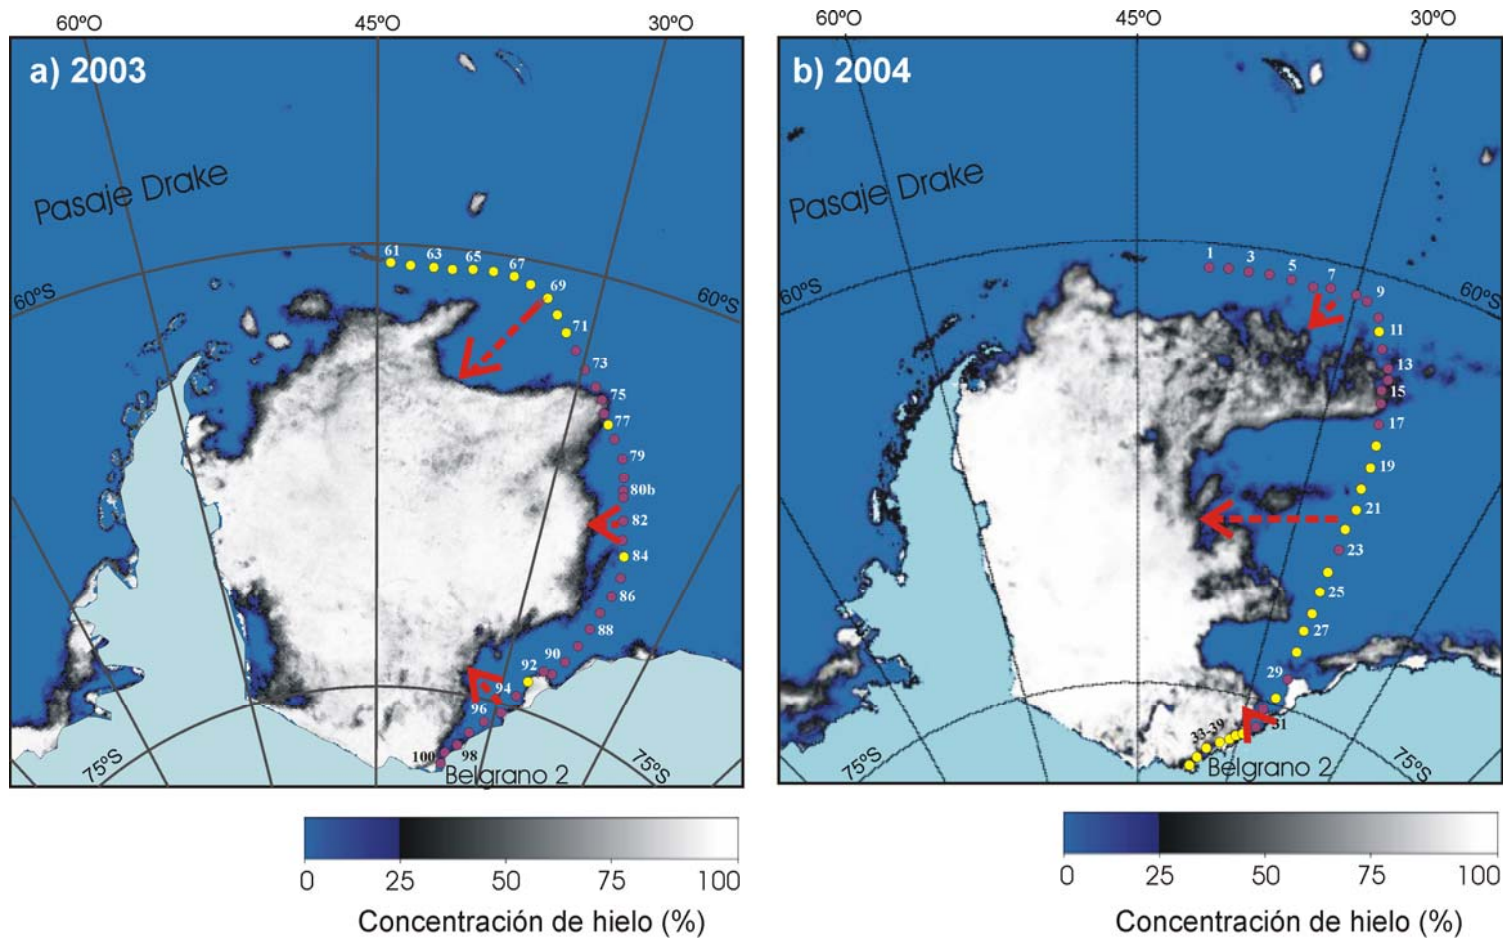 60ºO 45ºO 30ºO
a) 2003
Pasaje Drake
60ºS
60ºS
61 63 65 67
69
71
73
75
77
79
80b
82
84
86
88
90
92
94
96
98
100
Belgrano 2
75ºS
75ºS
0 25 50 75 100
Concentración de hielo (%)
60ºO 45ºO 30ºO
b) 2004
Pasaje Drake
60ºS
60ºS
1 3 5 7
9
11
13
15
17
19
21
23
25
27
29
31
33-39
Belgrano 2
75ºS
75ºS
0 25 50 75 100
Concentración de hielo (%)